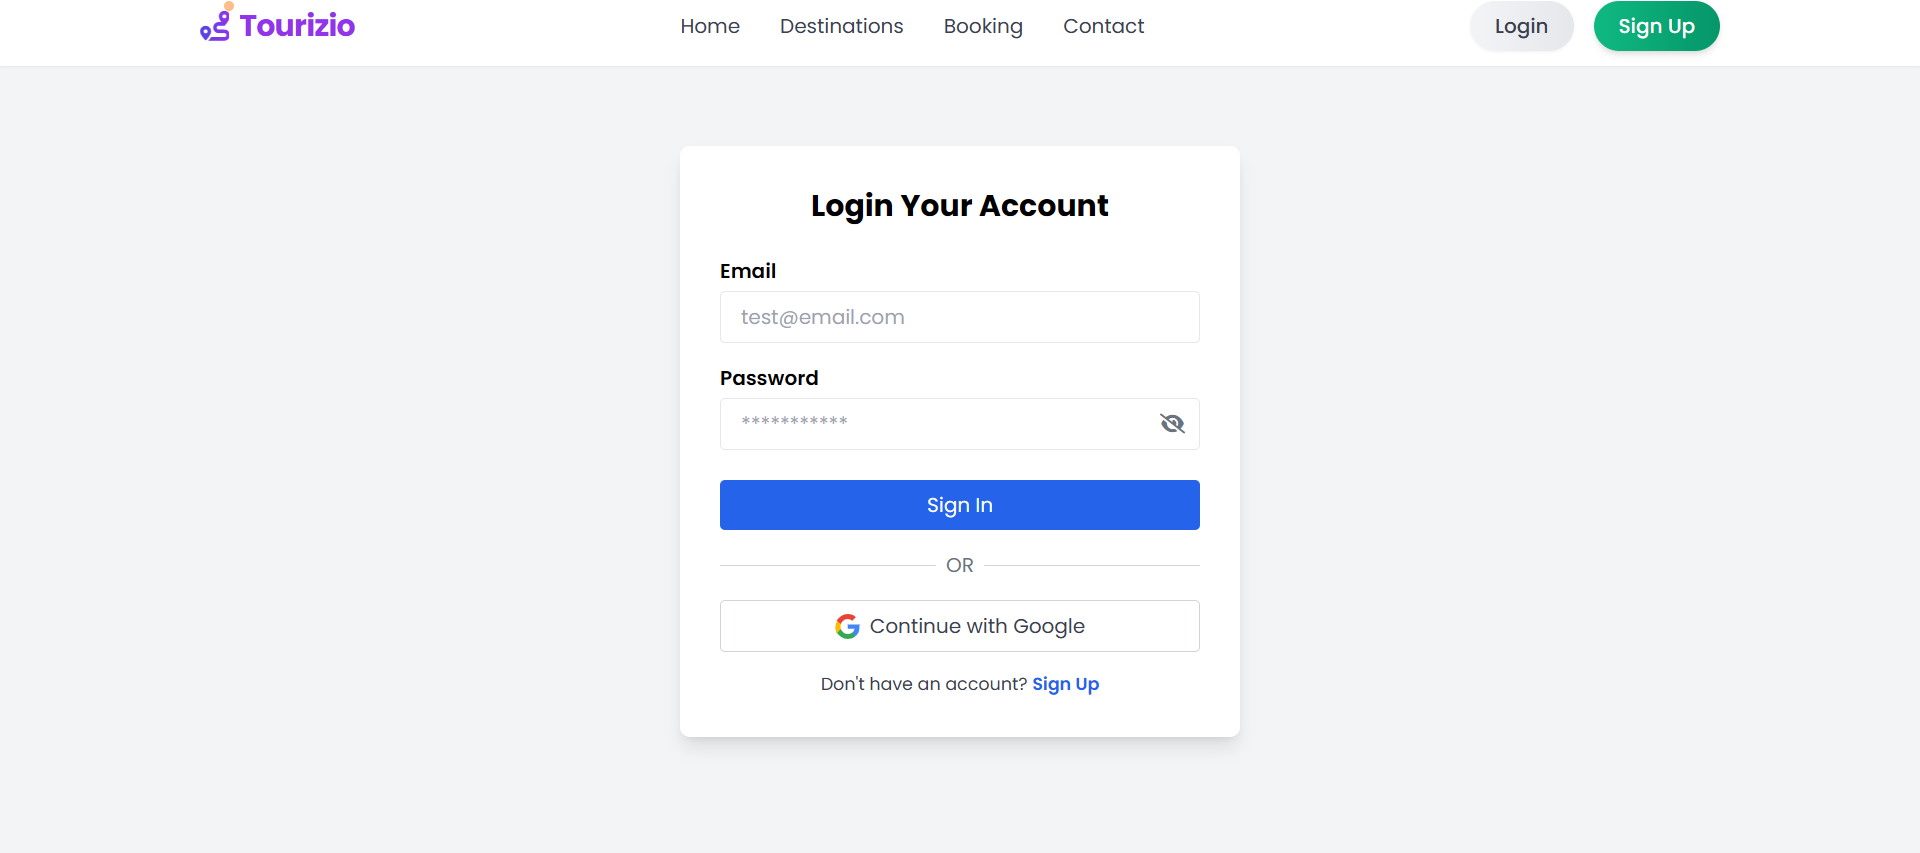 Tourizio
Home Destinations Booking Contact
Login Sign Up
Login Your Account
Email
test@email.com
Password
***********
Sign In
OR
Continue with Google
Don't have an account? Sign Up